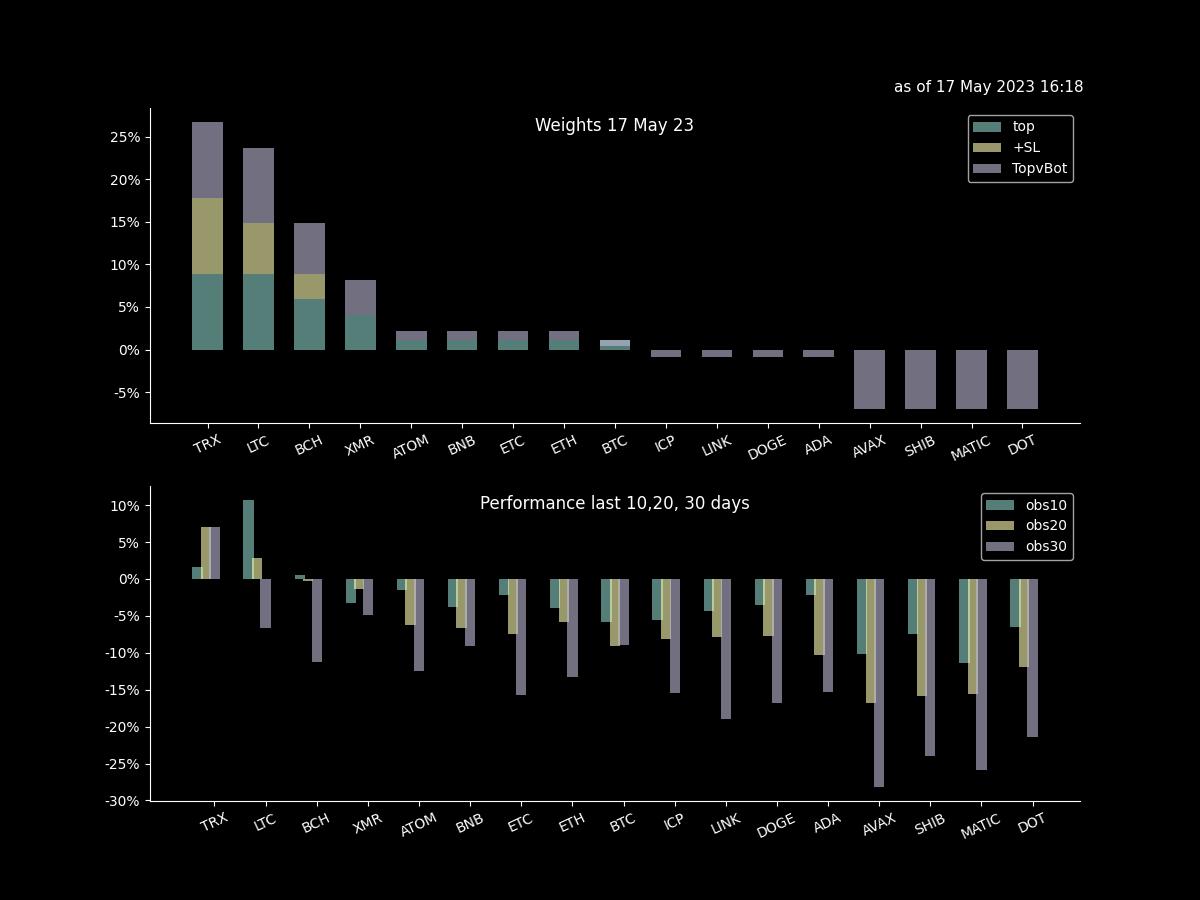 as of 17 May 2023 16:18
Weights 17 May 23
top
+SL
TopvBot
25%
20%
15%
10%
5%
0%
-5%
TRX LTC BCH XMR ATOM BNB ETC ETH BTC ICP LINK DOGE ADA AVAX SHIB MATIC DOT
Performance last 10,20, 30 days
obs10
obs20
obs30
10%
5%
0%
-5%
-10%
-15%
-20%
-25%
-30%
TRX LTC BCH XMR ATOM BNB ETC ETH BTC ICP LINK DOGE ADA AVAX SHIB MATIC DOT